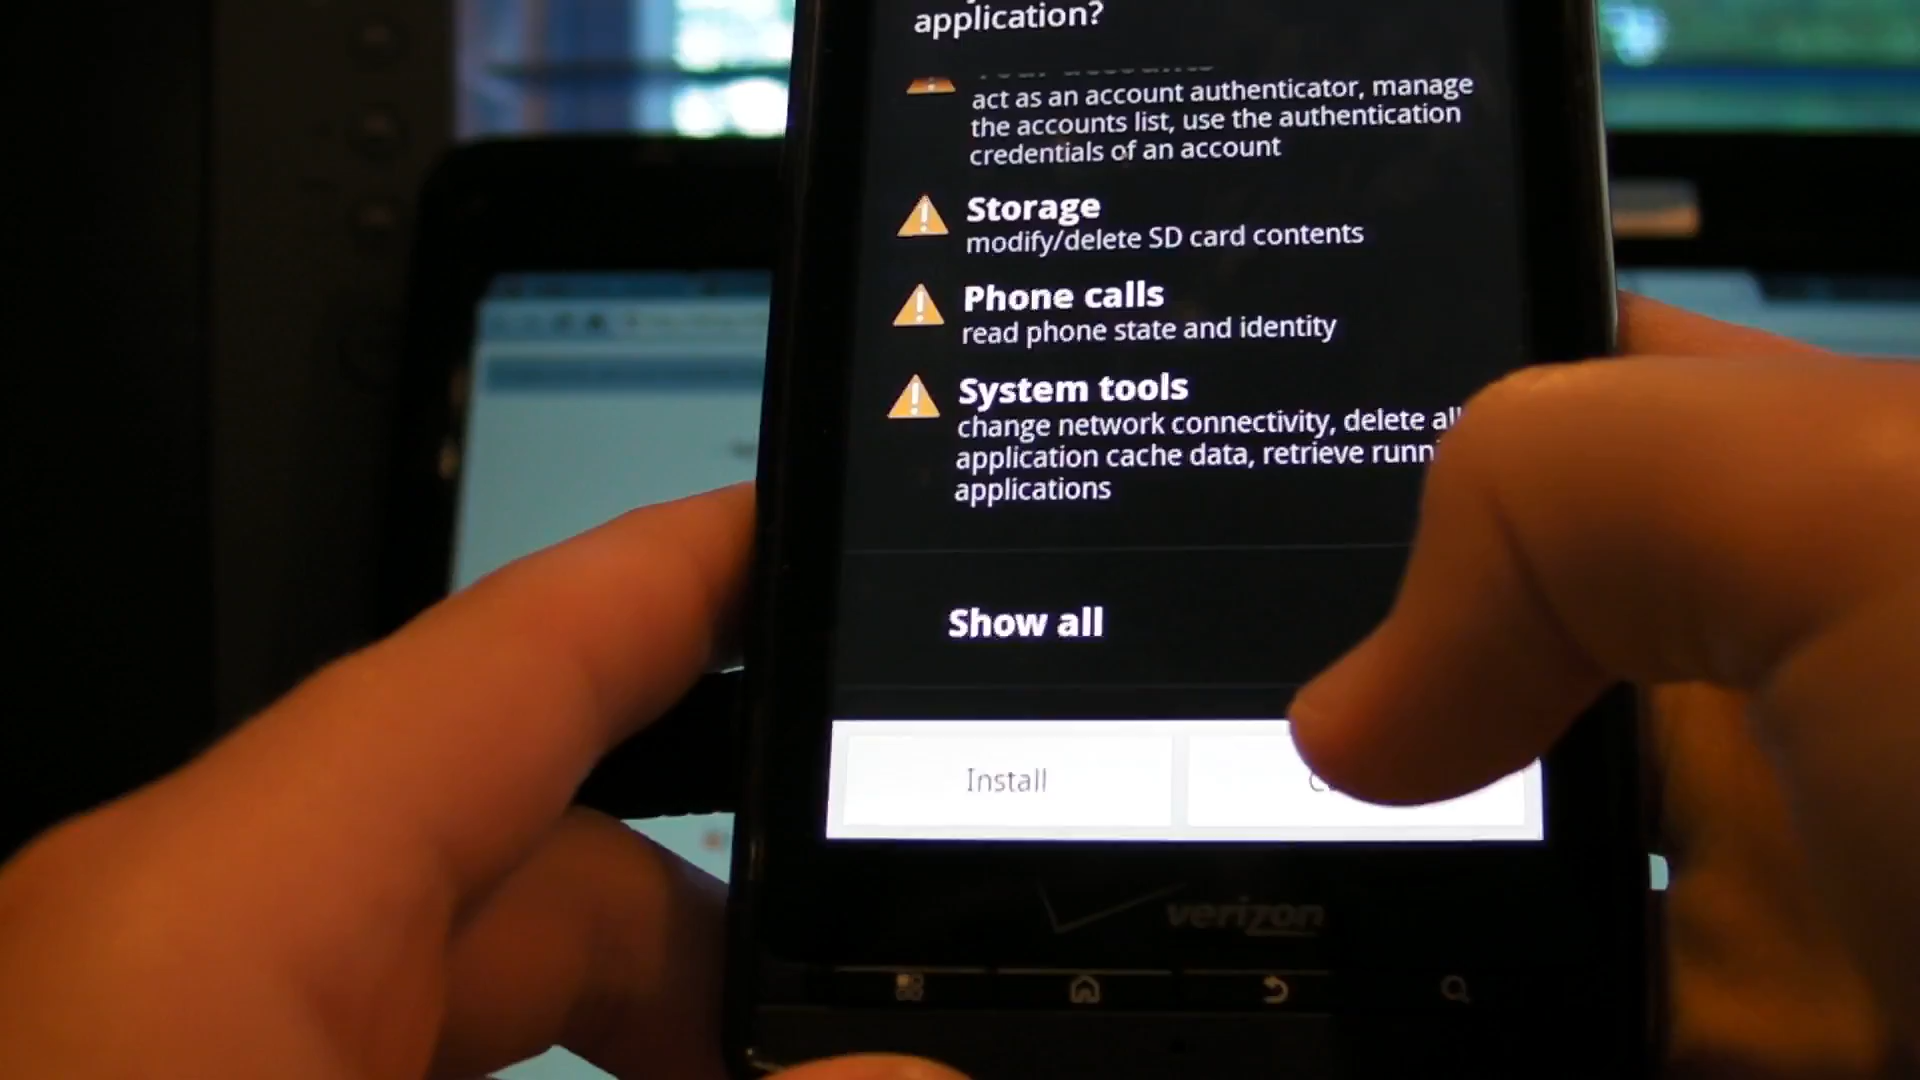 application?
act as an account authenticator, manage
the accounts list, use the authentication
credentials of an account
Storage
modify/delete SD card contents
Phone calls
read phone state and identity
System tools
change network connectivity, delete all
application cache data, retrieve
applications
Show all
Install
verizon